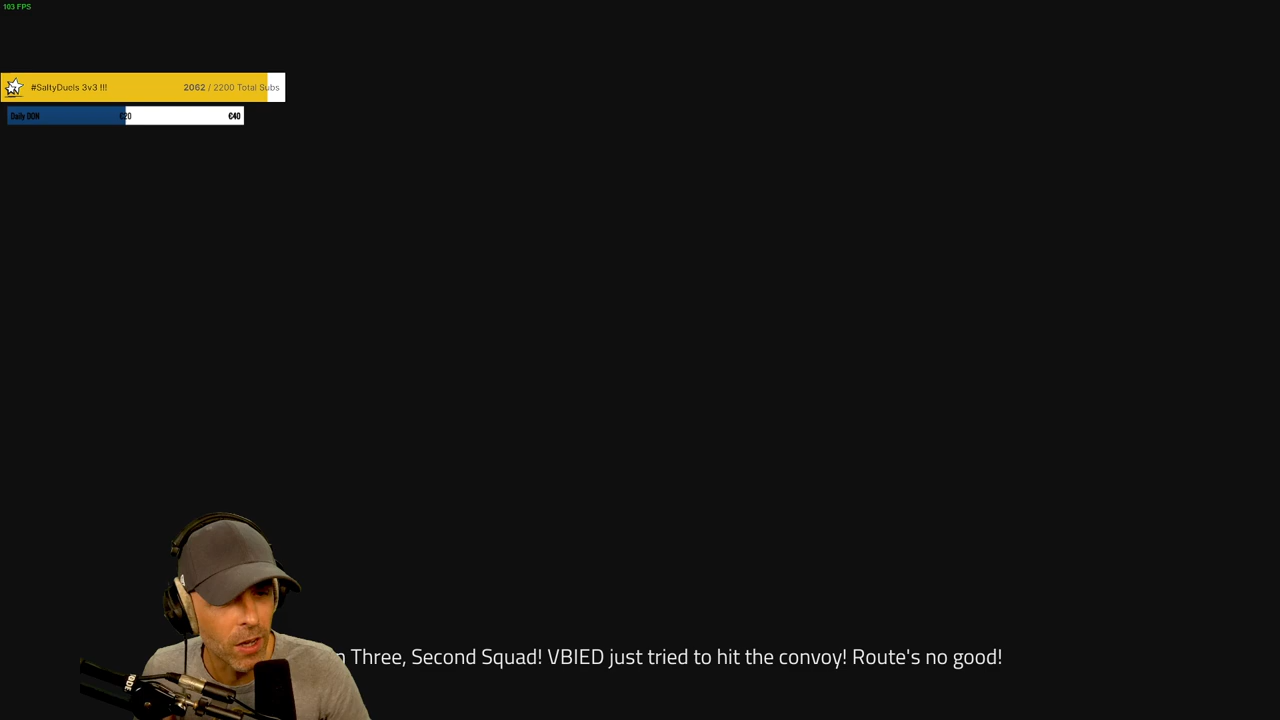 103 FPS
#SaltyDuels 3v3 !!! 2062 / 2200 Total Subs
Daily DON €20 €40
Three, Second Squad! VBIED just tried to hit the convoy! Route's no good!